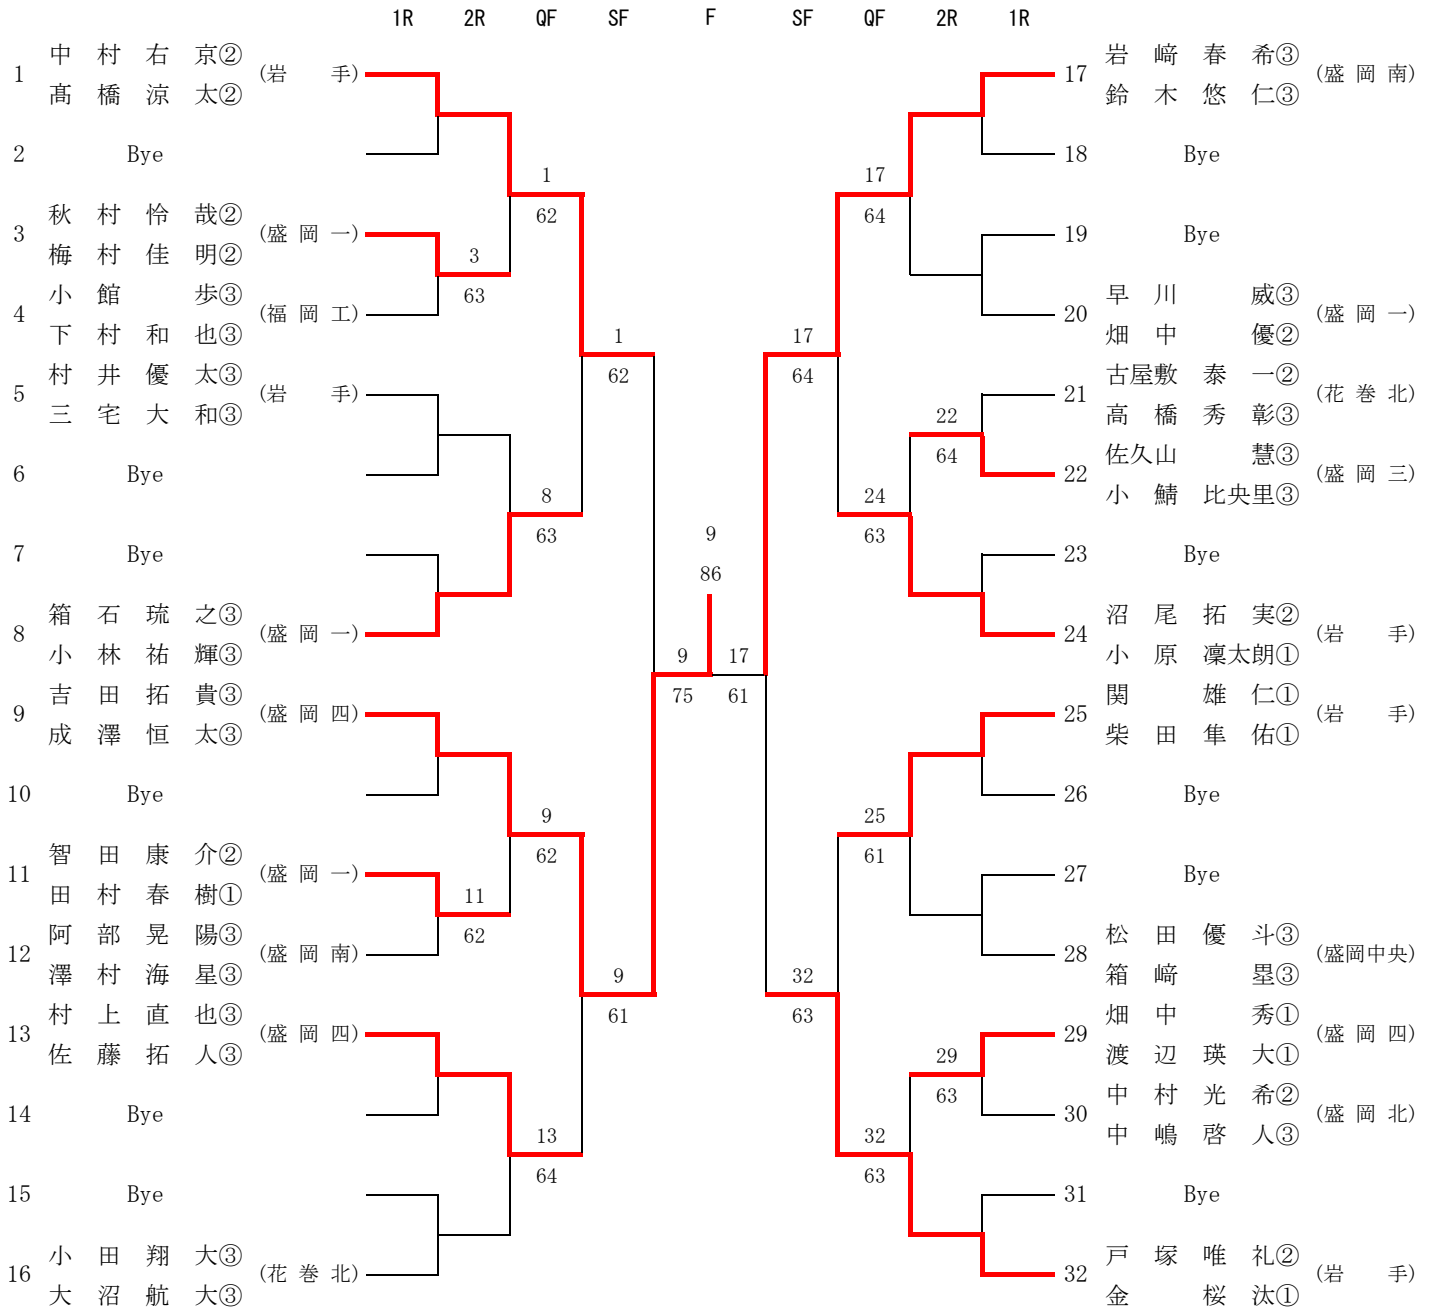 1R 2R QF SF F SF QF 2R 1R
1 中村右京② (岩手)
髙橋涼太②
2 Bye
1
62
3 秋村怜哉② (盛岡一)
梅村佳明②
3
63
4 小館歩③ (福岡工)
下村和也③
1
62
5 村井優太③ (岩手)
三宅大和③
6 Bye
8
63
7 Bye
8 箱石琉之③ (盛岡一)
小林祐輝③
9 吉田拓貴③ (盛岡四)
成澤恒太③
10 Bye
9
62
11 智田康介② (盛岡一)
田村春樹①
11
62
12 阿部晃陽③ (盛岡南)
澤村海星③
9
61
13 村上直也③ (盛岡四)
佐藤拓人③
14 Bye
13
64
15 Bye
16 小田翔大③ (花巻北)
大沼航大③
9
86
9 17
75 61
17 岩﨑春希③ (盛岡南)
鈴木悠仁③
18 Bye
17
64
19 Bye
20 早川威③ (盛岡一)
畑中優②
17
64
21 古屋敷泰一② (花巻北)
高橋秀彰③
22
64
22 佐久山慧③ (盛岡三)
小鯖比央里③
24
63
23 Bye
24 沼尾拓実② (岩手)
小原凜太朗①
25 関雄仁① (岩手)
柴田隼佑①
26 Bye
25
61
27 Bye
28 松田優斗③ (盛岡中央)
箱﨑塁③
32
63
29 畑中秀① (盛岡四)
渡辺瑛大①
29
63
30 中村光希② (盛岡北)
中嶋啓人③
32
63
31 Bye
32 戸塚唯礼② (岩手)
金桜汰①